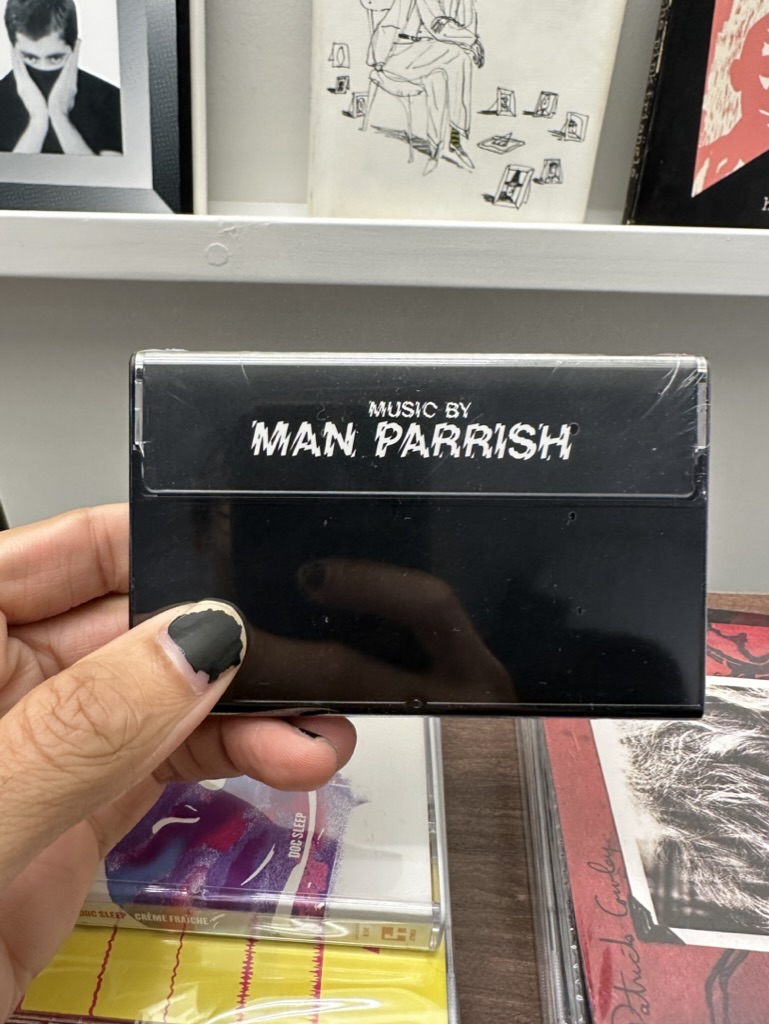 MUSIC BY
MAN PARRISH
DOC SLEEP
DOC SLEEP CRÈME FRAÎCHE
Patrick Cowley